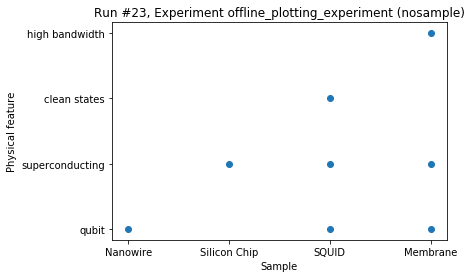 Run #23, Experiment offline_plotting_experiment (nosample)
high bandwidth
clean states
superconducting
qubit
Physical feature
Nanowire Silicon Chip SQUID Membrane
Sample